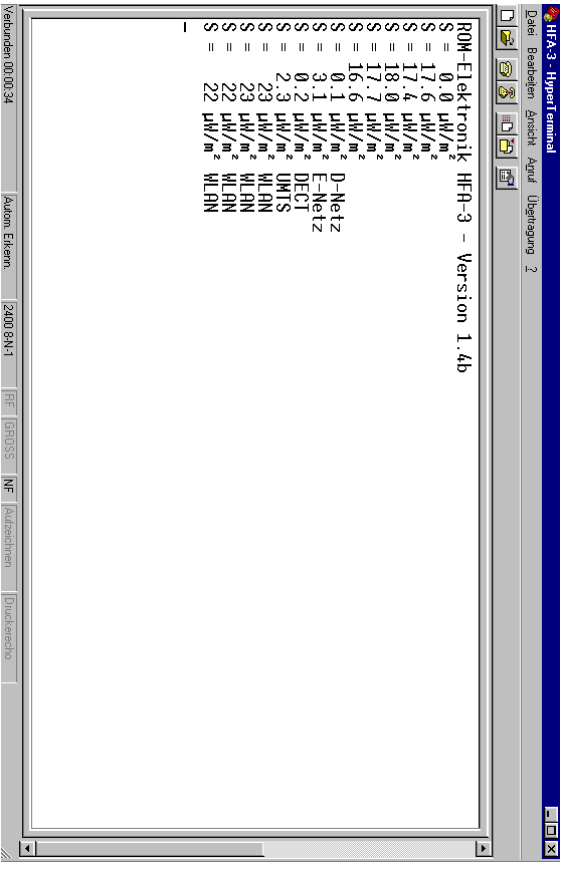 HFA-3 - HyperTerminal
Datei Bearbeiten Ansicht Anruf Übertragung ?
ROM-Elektronik HFA-3 - Version 1.4b
S = 0.0 µW/m²
S = 17.6 µW/m²
S = 17.4 µW/m²
S = 18.0 µW/m²
S = 17.7 µW/m²
S = 16.6 µW/m²
S = 0.1 µW/m² D-Netz
S = 3.1 µW/m² E-Netz
S = 0.2 µW/m² DECT
S = 2.3 µW/m² UMTS
S = 23 µW/m² WLAN
S = 23 µW/m² WLAN
S = 22 µW/m² WLAN
S = 22 µW/m² WLAN
Verbunden 00:00:34 Autom. Erkenn. 2400 8-N-1 RF GROSS NF Aufzeichnen Druckerecho